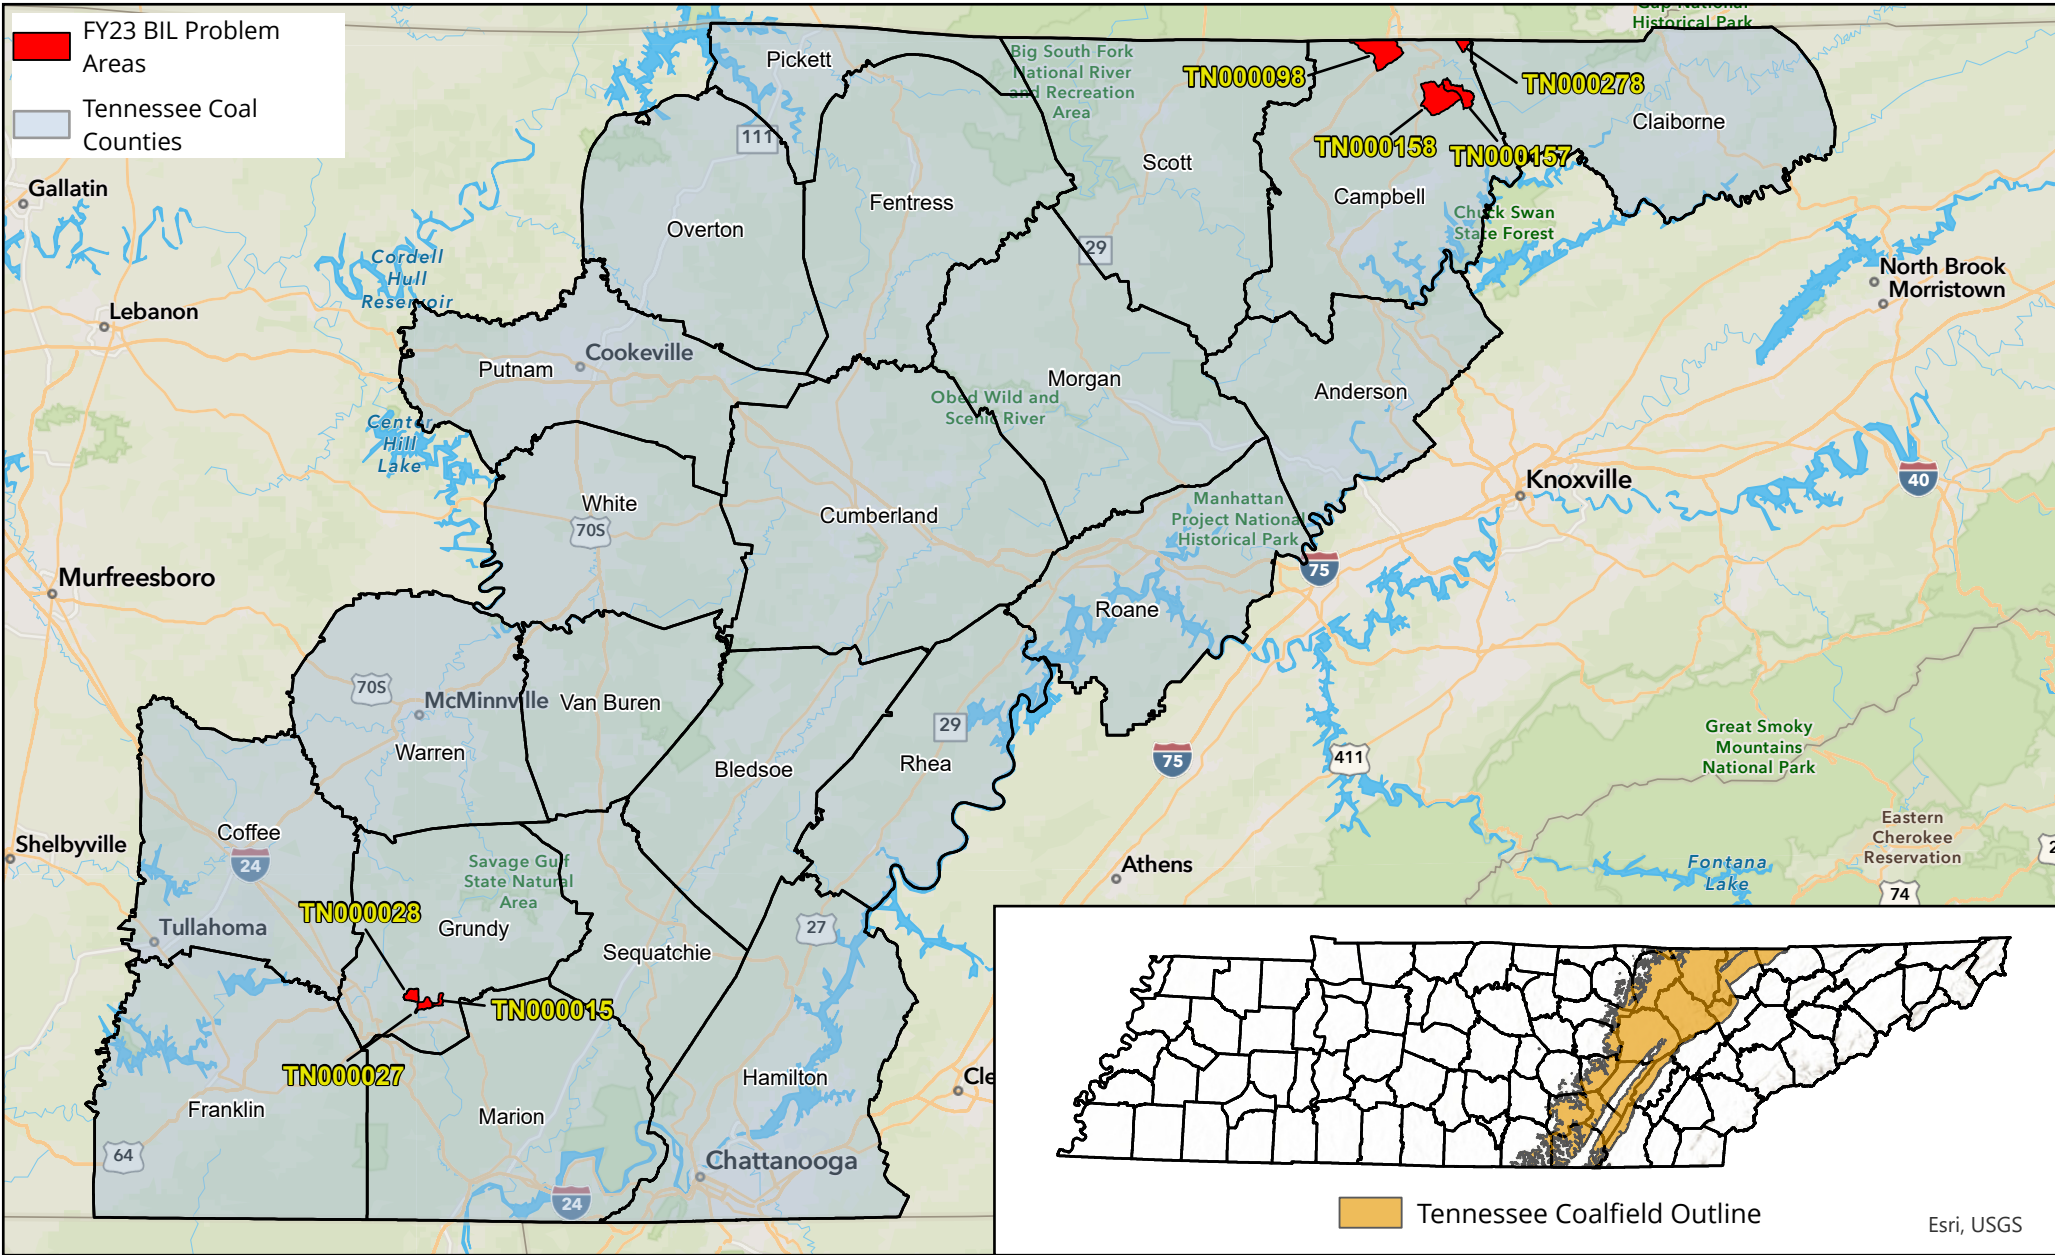 FY23 BIL Problem
Areas
Tennessee Coal
Counties
Historical Park
Pickett
Big South Fork
National River
and Recreation
Area
TN000098
TN000278
TN000158
TN000157
Claiborne
111
Scott
Campbell
Fentress
Overton
Gallatin
Chuck Swan
State Forest
29
Cordell
Hull
Reservoir
North Brook
Morristown
Lebanon
Cookeville
Putnam
Morgan
Anderson
Obed Wild and
Scenic River
Center
Hill
Lake
White
70S
Cumberland
Manhattan
Project National
Historical Park
Knoxville
40
75
Murfreesboro
Roane
70S
McMinnville
Van Buren
Warren
Bledsoe
29
Rhea
75
411
Great Smoky
Mountains
National Park
Coffee
24
Shelbyville
Savage Gulf
State Natural
Area
Athens
Eastern
Cherokee
Reservation
Fontana
Lake
74
2
TN000028
Tullahoma
Grundy
27
Sequatchie
TN000015
TN000027
Hamilton
Cle
Franklin
Marion
64
Chattanooga
24
Tennessee Coalfield Outline
Esri, USGS